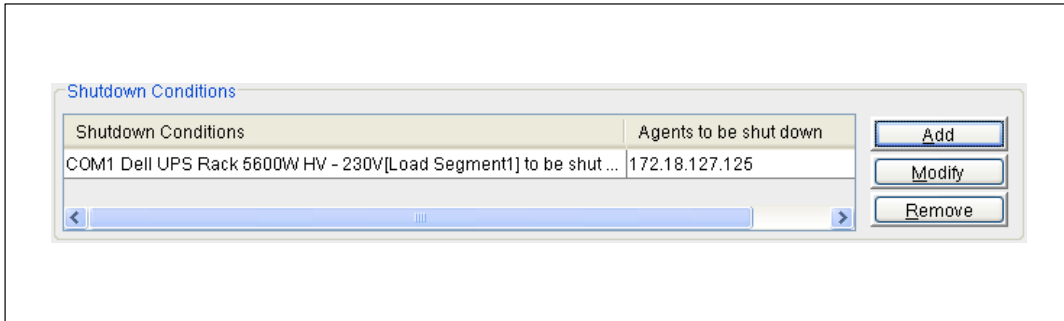 Shutdown Conditions
Shutdown Conditions Agents to be shut down
COM1 Dell UPS Rack 5600W HV - 230V[Load Segment1] to be shut ... 172.18.127.125
Add
Modify
Remove